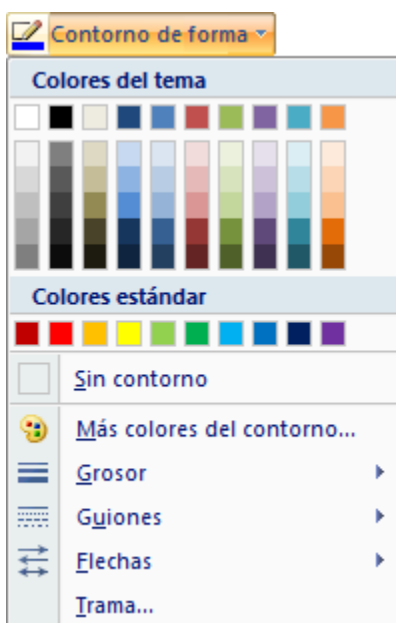 Contorno de forma
Colores del tema
Colores estándar
Sin contorno
Más colores del contorno...
Grosor
Guiones
Flechas
Trama...